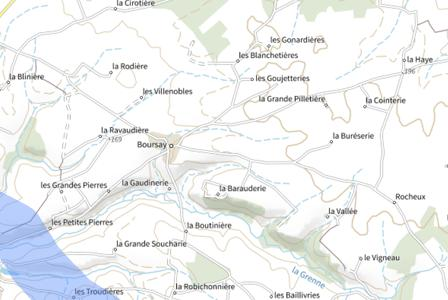 la Cirotière
les Gonardières
les Blanchetières
la Haye
196
la Rodière
la Blinière
les Goujetteries
les Villenobles
la Grande Pilletière
la Cointerie
la Ravaudière
+169
Boursay
la Buréserie
la Gaudinerie
les Grandes Pierres
la Barauderie
Rocheux
la Vallée
les Petites Pierres
la Boutinière
la Grande Soucharie
le Vigneau
la Grenne
les Troudières
la Robichonnière
les Baillivries